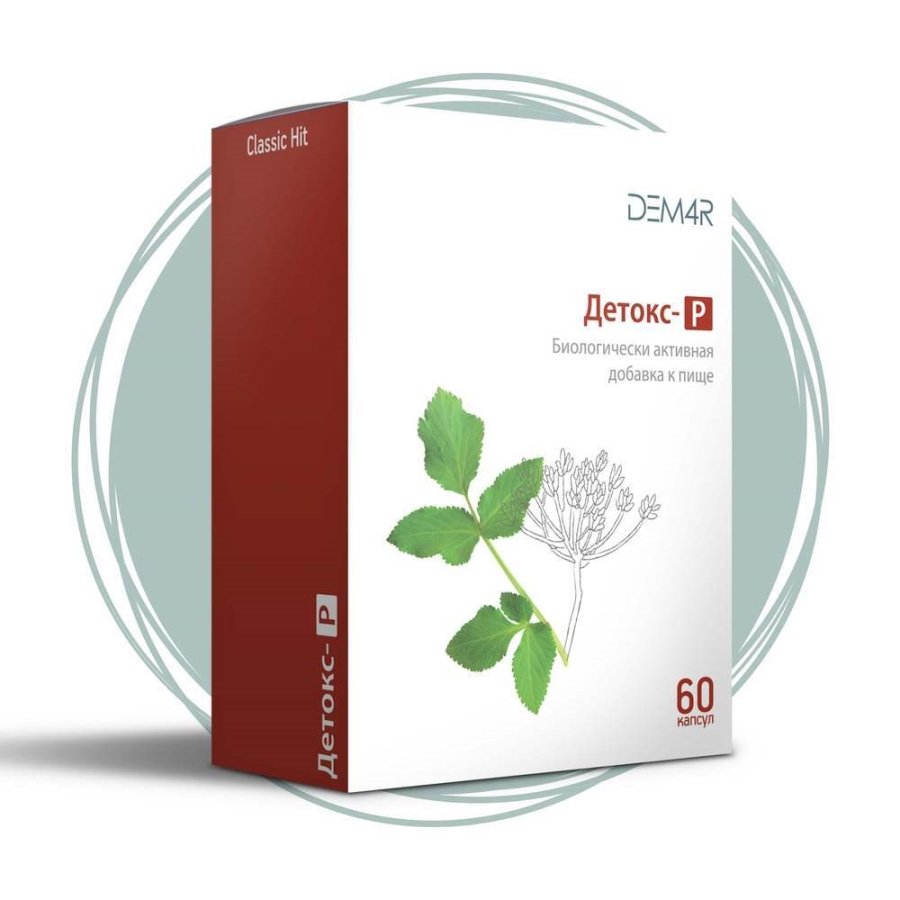 Classic Hit
DEM4R
Детокс-Р
Биологически активная
добавка к пище
60
капсул
Детокс-Р